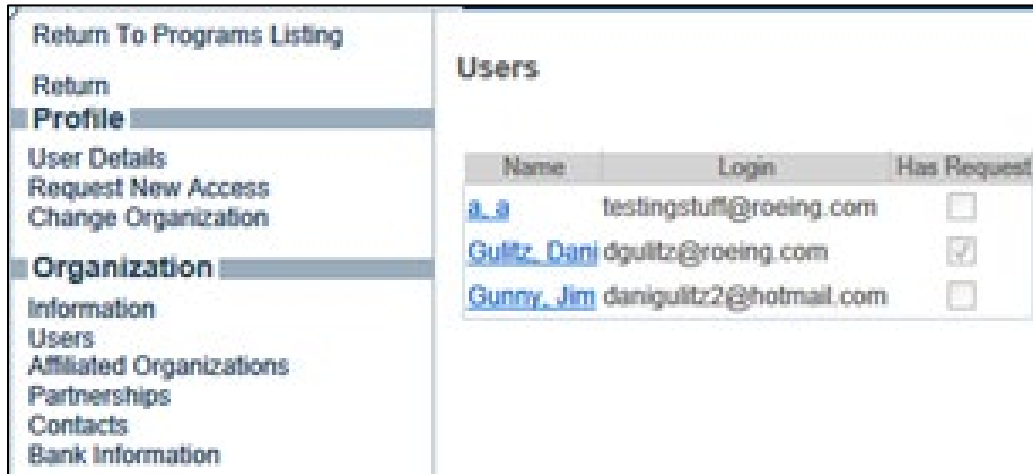 Return To Programs Listing
Return
Profile
User Details
Request New Access
Change Organization
Organization
Information
Users
Affiliated Organizations
Partnerships
Contacts
Bank Information
Users
Name Login Has Request
a, a testingstuff@roeing.com
Gulitz, Dani dgulitz@roeing.com
Gunny, Jim danigulitz2@hotmail.com